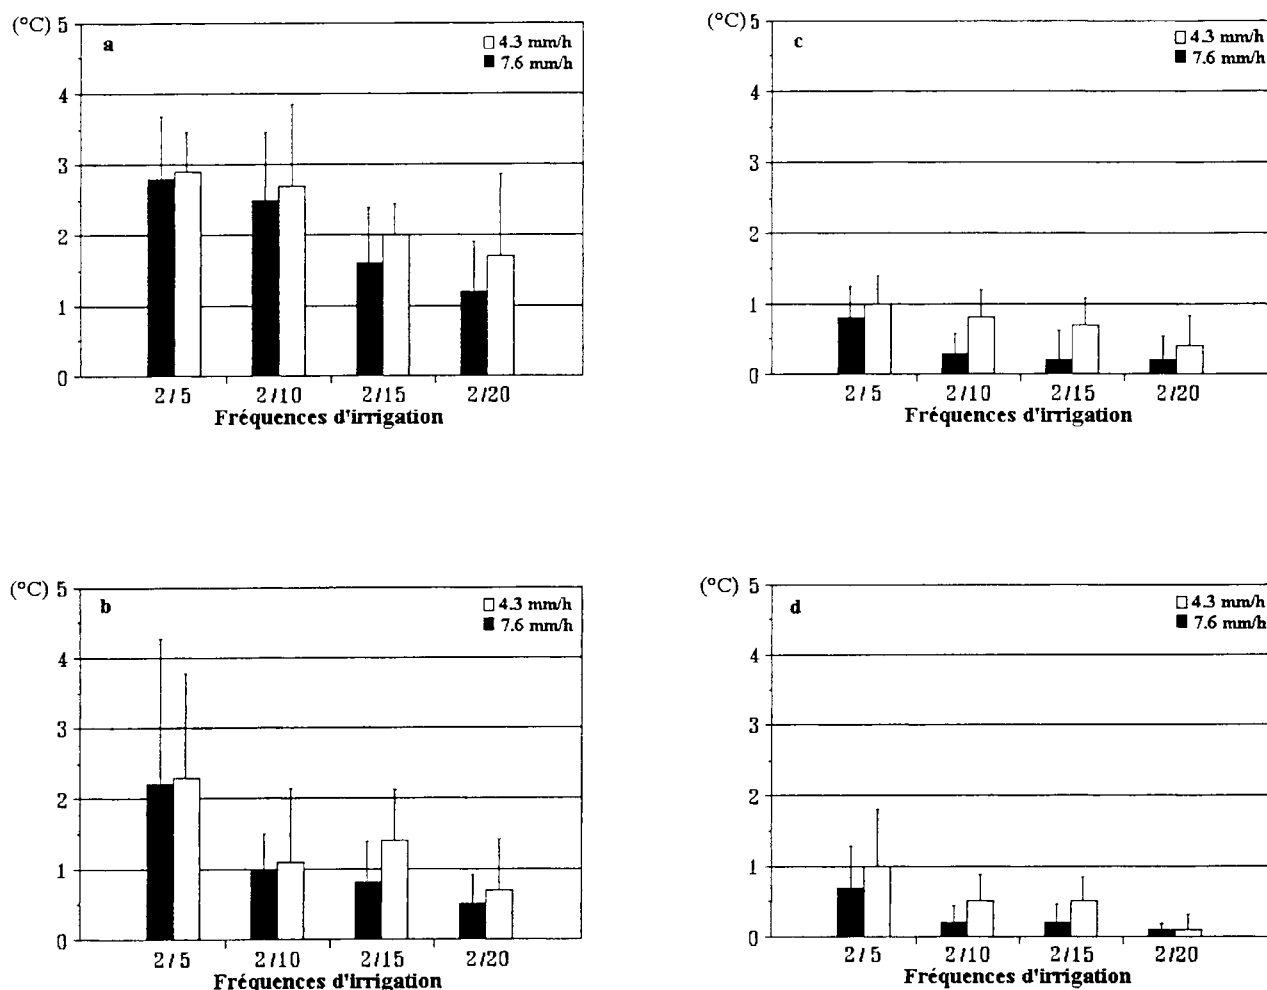 (°C)
5
a
4.3 mm/h
7.6 mm/h
4
3
2
1
0
2/5
2/10
2/15
2/20
Fréquences d'irrigation
(°C)
5
c
4.3 mm/h
7.6 mm/h
4
3
2
1
0
2/5
2/10
2/15
2/20
Fréquences d'irrigation
(°C)
5
b
4.3 mm/h
7.6 mm/h
4
3
2
1
0
2/5
2/10
2/15
2/20
Fréquences d'irrigation
(°C)
5
d
4.3 mm/h
7.6 mm/h
4
3
2
1
0
2/5
2/10
2/15
2/20
Fréquences d'irrigation